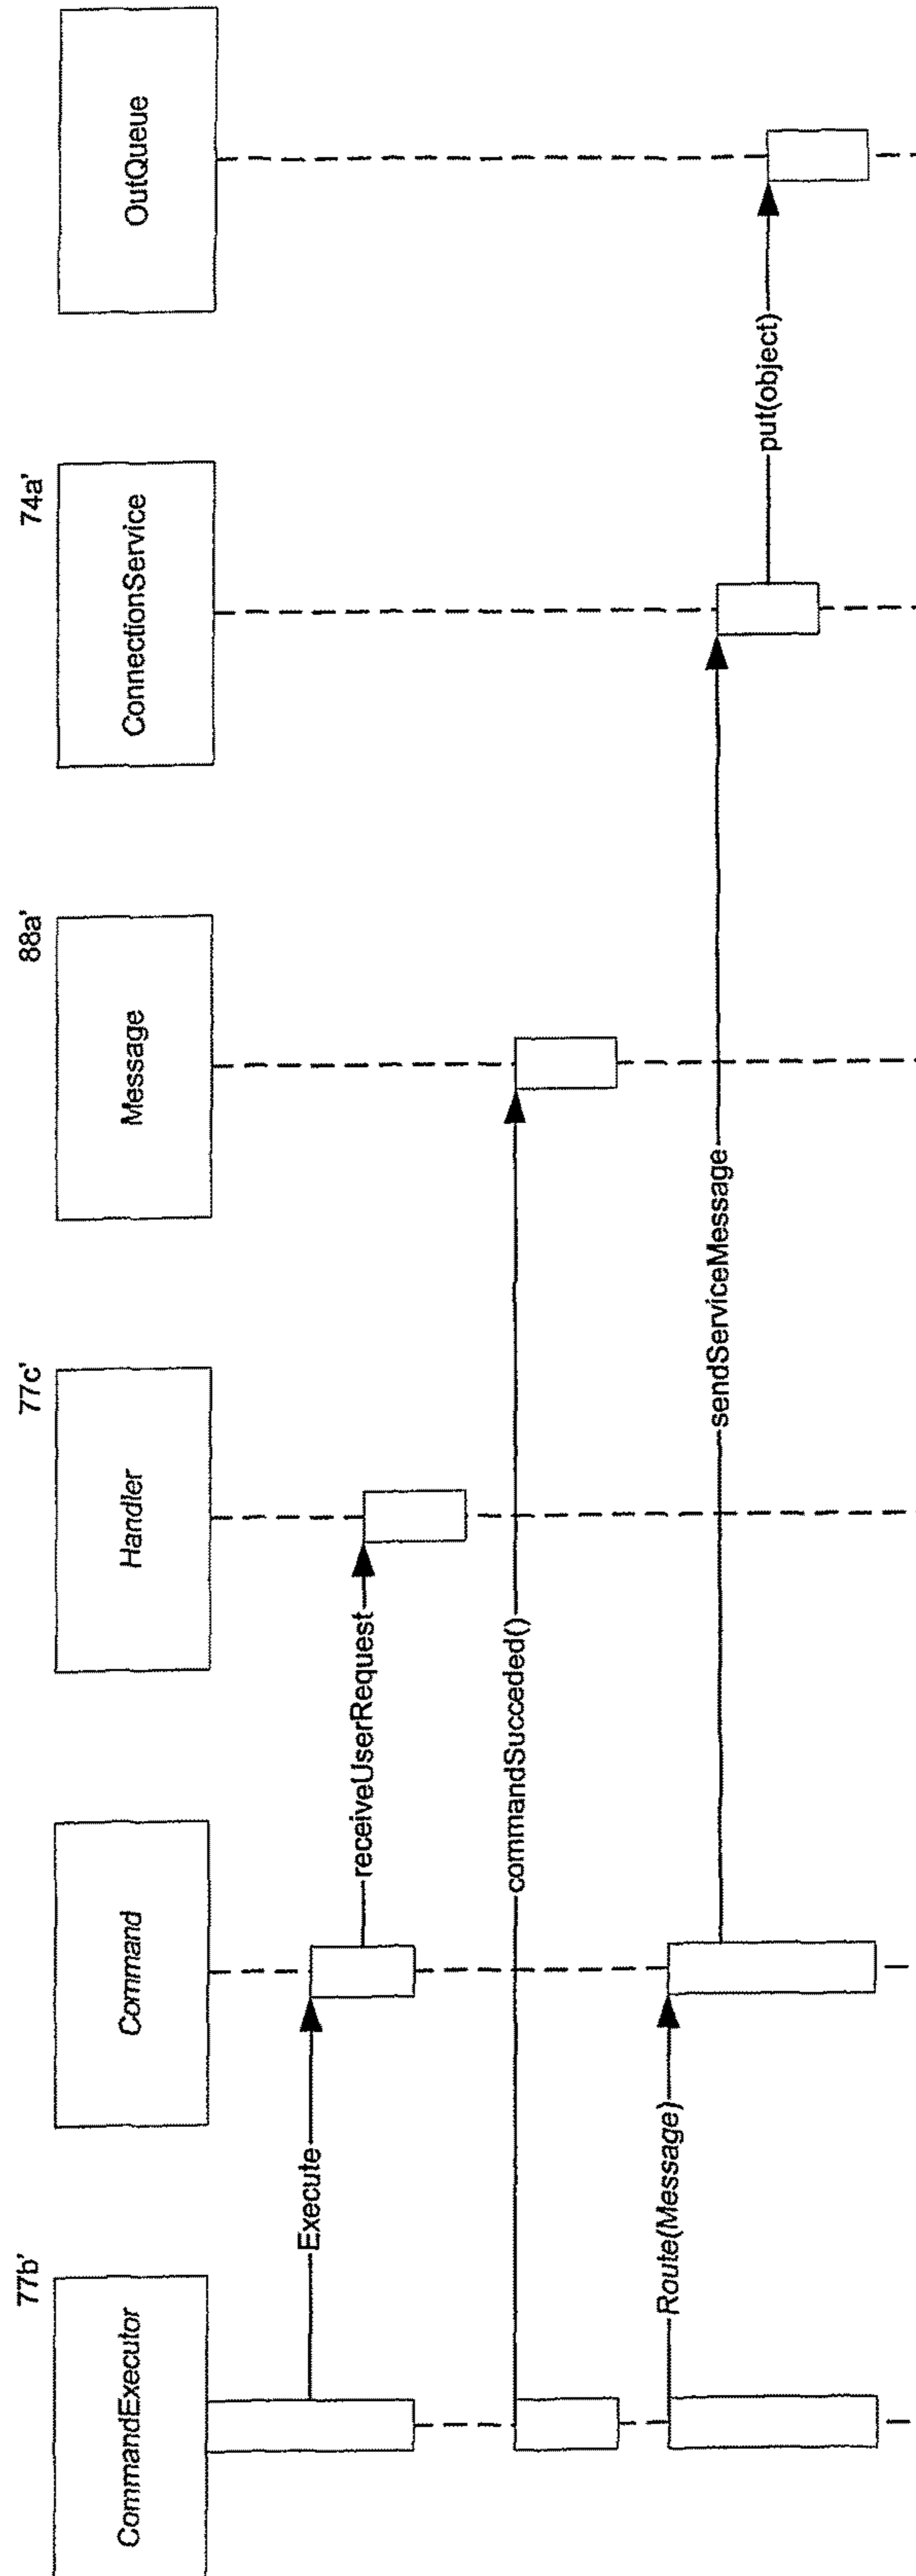 77b'
77c'
88a'
74a'
CommandExecutor
Command
Handler
Message
ConnectionService
OutQueue
Execute
receiveUserRequest
commandSucceded()
Route(Message)
sendServiceMessage
put(object)